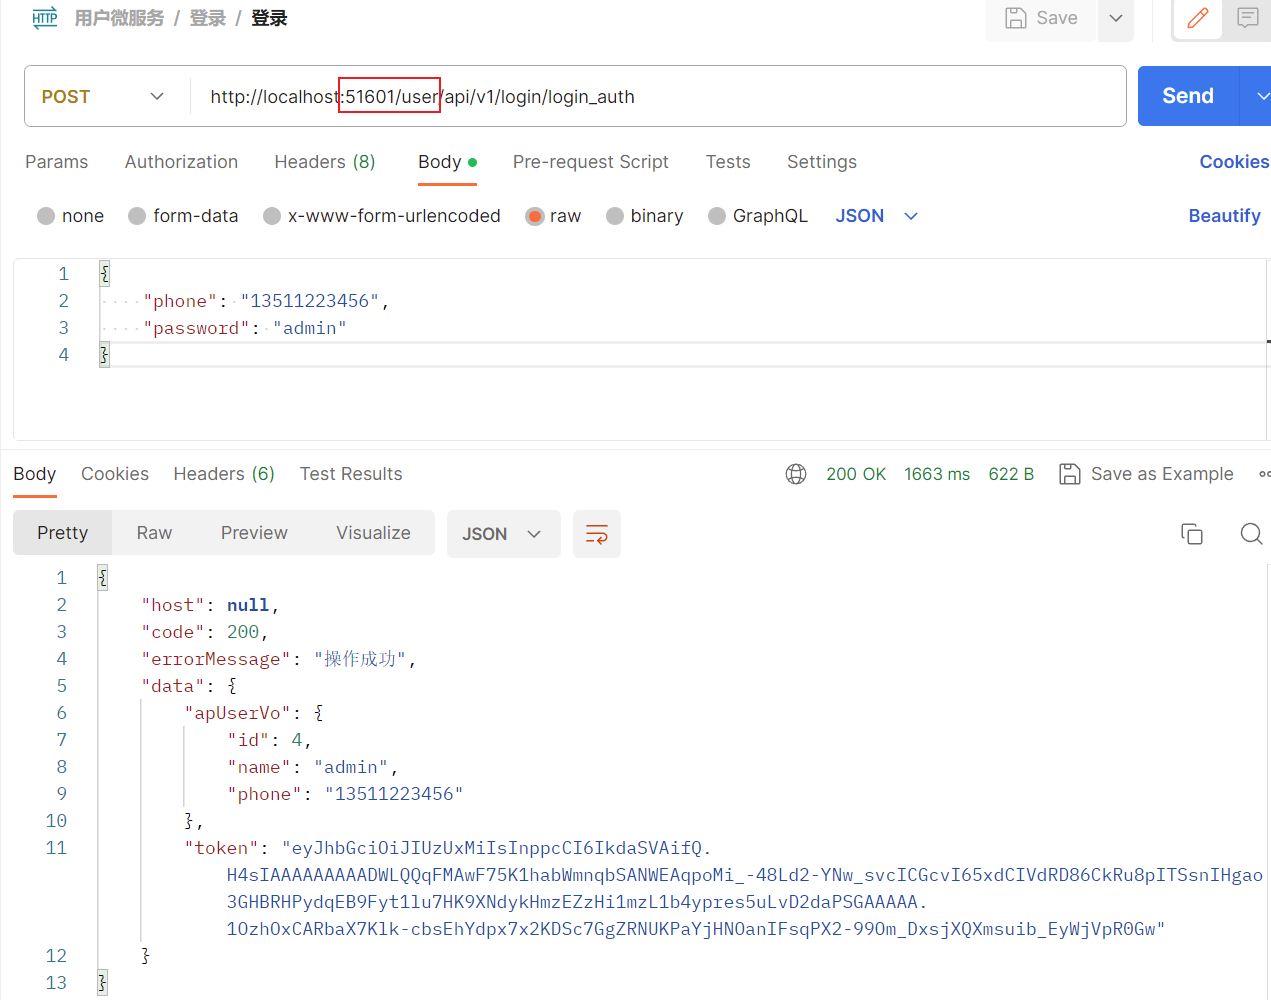 HTTP 用户微服务 / 登录 / 登录 Save
POST http://localhost:51601/user/api/v1/login/login_auth Send
Params Authorization Headers (8) Body Pre-request Script Tests Settings Cookies
none form-data x-www-form-urlencoded raw binary GraphQL JSON Beautify
1 {
2 "phone": "13511223456",
3 "password": "admin"
4 }
Body Cookies Headers (6) Test Results 200 OK 1663 ms 622 B Save as Example
Pretty Raw Preview Visualize JSON
1 {
2 "host": null,
3 "code": 200,
4 "errorMessage": "操作成功",
5 "data": {
6 "apUserVo": {
7 "id": 4,
8 "name": "admin",
9 "phone": "13511223456"
10 },
11 "token": "eyJhbGciOiJIUzUxMiIsInppcCI6IkdaSVAifQ.
H4sIAAAAAAAAADWLQQqFMAwF75K1habWmnqbSANWEAqpoMi_-48Ld2-YNw_svcICGcvI65xdCIVdRD86CkRu8pITSsnIHgao
3GHBRHPydqEB9Fyt1lu7HK9XNdykHmzEZzHi1mzL1b4ypres5uLvD2daPSGAAAAA.
1OzhOxCARbaX7Klk-cbsEhYdpx7x2KDSc7GgZRNUKPaYjHNOanIFsqPX2-99Om_DxsjXQXmsuib_EyWjVpR0Gw"
12 }
13 }